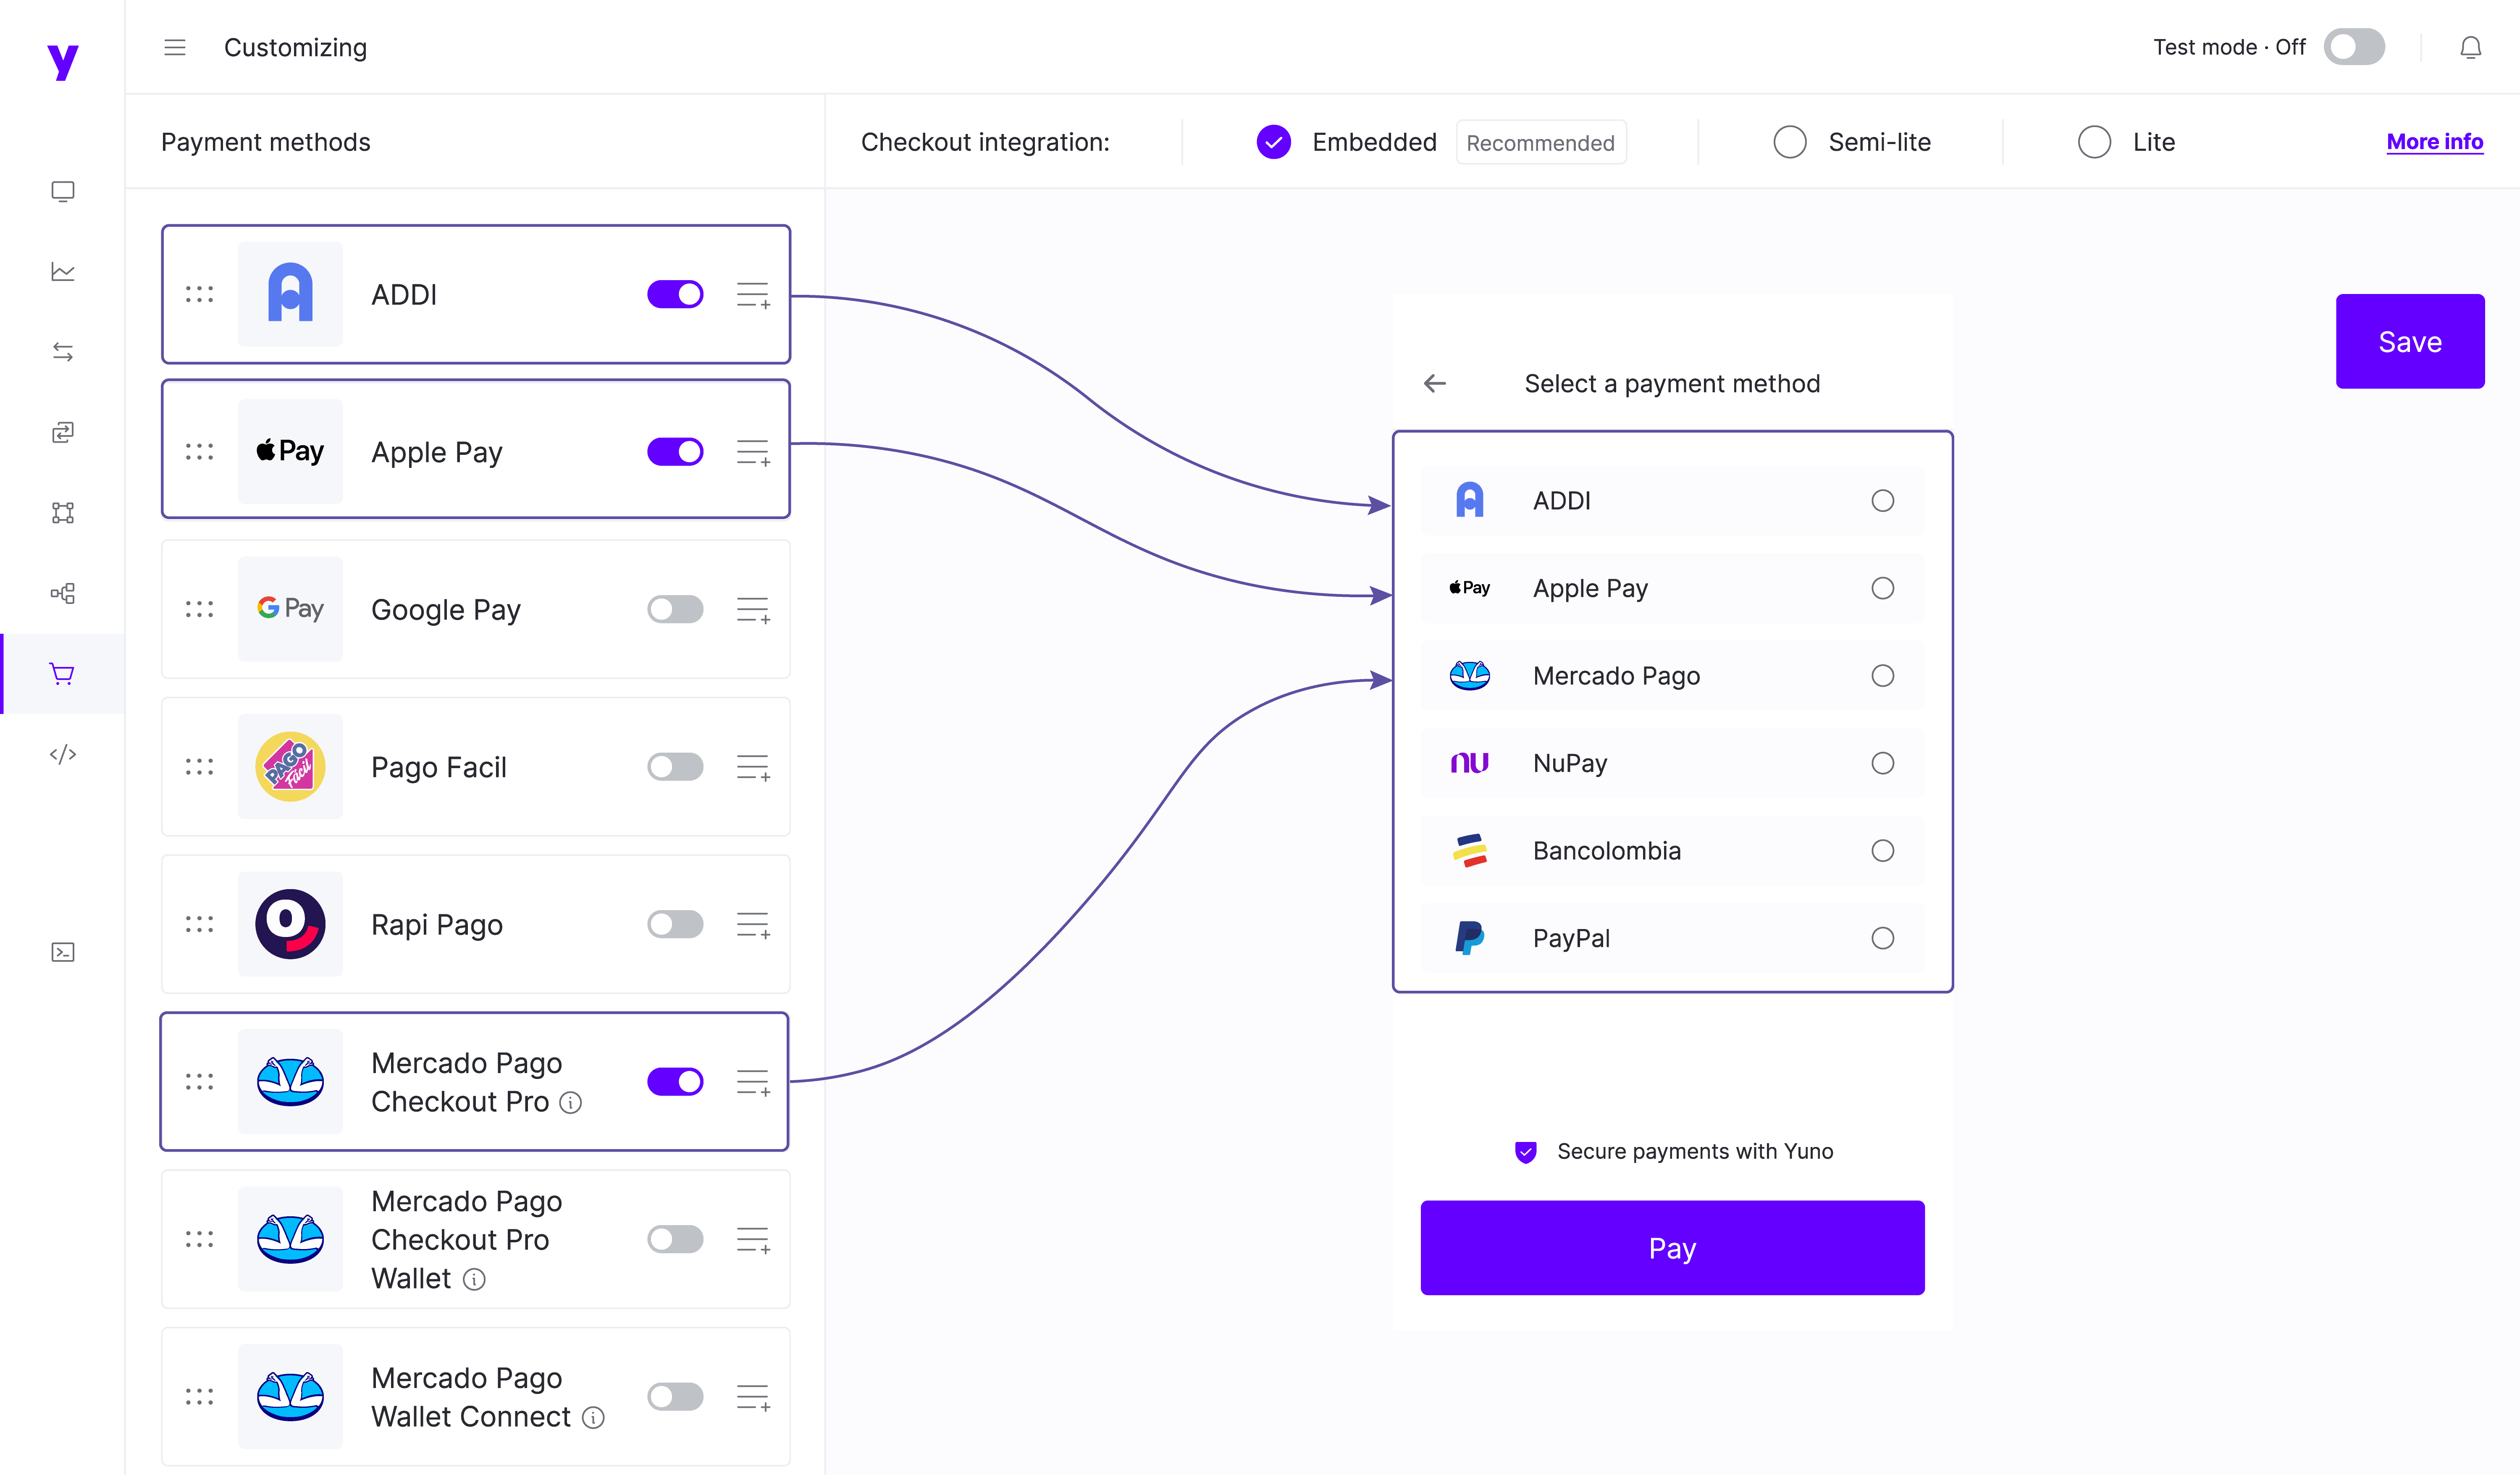 y
Customizing
Test mode · Off
Payment methods
Checkout integration:
Embedded
Recommended
Semi-lite
Lite
More info
ADDI
Pay
Apple Pay
G Pay
Google Pay
PAGO
Fácil
Pago Facil
Rapi Pago
Mercado Pago
Checkout Pro
Mercado Pago
Checkout Pro
Wallet
Mercado Pago
Wallet Connect
Save
Select a payment method
ADDI
Pay
Apple Pay
Mercado Pago
nu
NuPay
Bancolombia
PayPal
Secure payments with Yuno
Pay